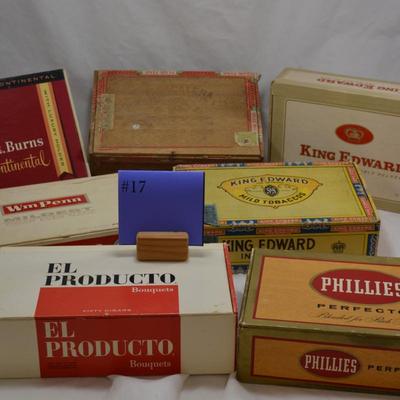 CONTINENTAL
. Burns
Continental
KING EDWARD
#17
Wm Penn
KING EDWARD
MILD TOBACCOS
KING EDWARD
EL
PRODUCTO
Bouquets
FIFTY CIGARS
EL
PRODUCTO
Bouquets
PHILLIES
PERFECTO
PHILLIES